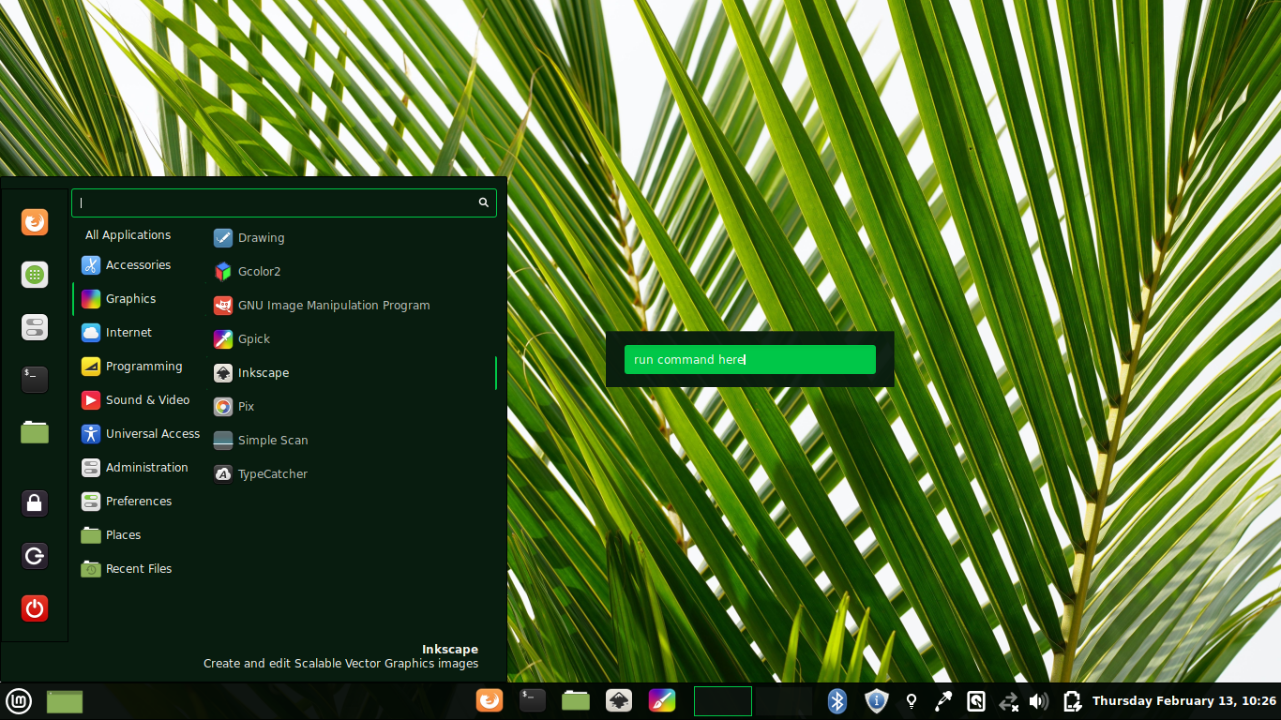 All Applications
Accessories
Graphics
Internet
Programming
Sound & Video
Universal Access
Administration
Preferences
Places
Recent Files
Drawing
Gcolor2
GNU Image Manipulation Program
Gpick
Inkscape
Pix
Simple Scan
TypeCatcher
Inkscape
Create and edit Scalable Vector Graphics images
run command here
$_
$_
Thursday February 13, 10:26